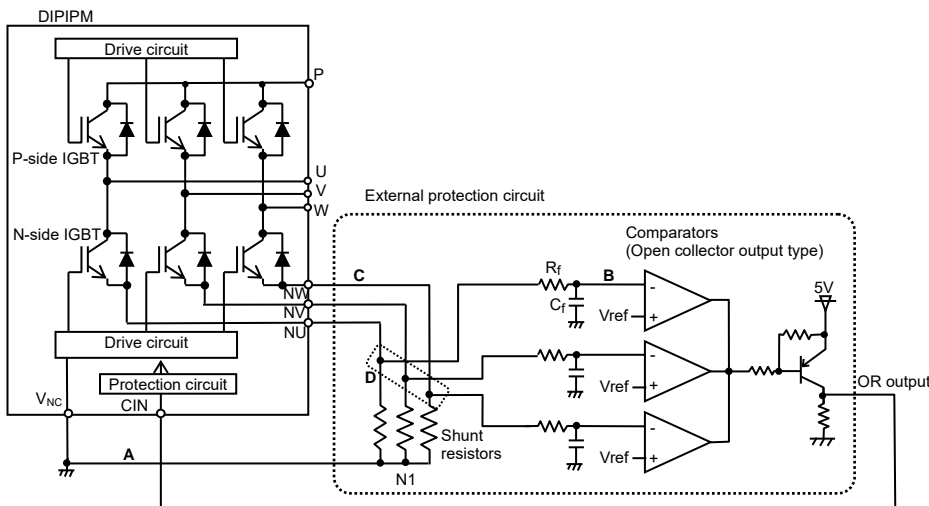 DIPIPM
Drive circuit
P
P-side IGBT
U
V
W
External protection circuit
N-side IGBT
Comparators
(Open collector output type)
C
Rf
B
5V
NW
Cf
-
Vref
+
NV
NU
Drive circuit
-
Vref
+
D
Protection circuit
OR output
VNC
CIN
-
Shunt
resistors
Vref
+
A
N1